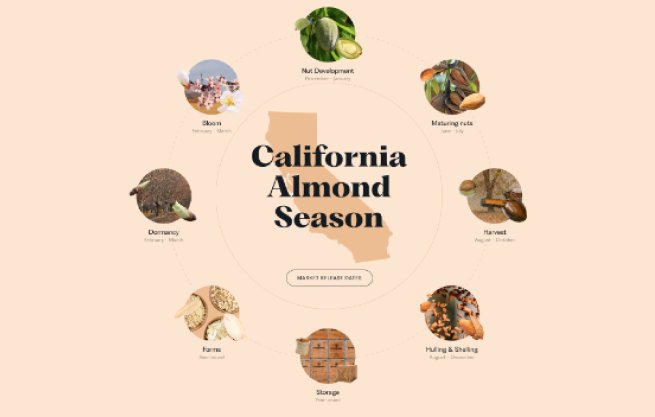 Nut Development
November - January
Bloom
February - March
Maturing nuts
June - July
California
Almond
Season
Dormancy
February - March
Harvest
August - October
MARKET RELEASE DATES
Forms
Year round
Hulling & Shelling
August - December
Storage
Year round